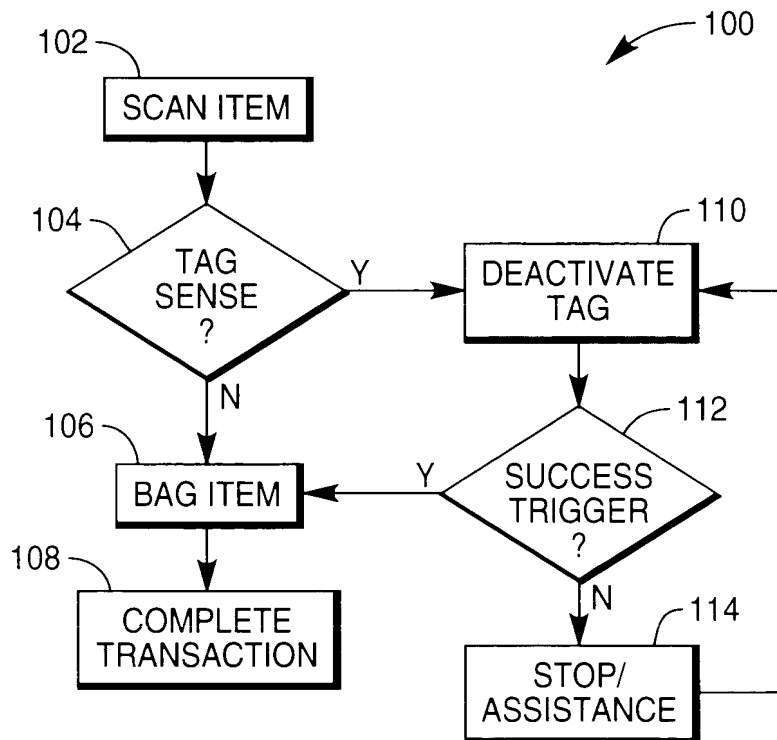 100
102
SCAN ITEM
104
TAG
SENSE
?
Y
N
110
DEACTIVATE
TAG
112
SUCCESS
TRIGGER
?
Y
N
106
BAG ITEM
108
COMPLETE
TRANSACTION
114
STOP/
ASSISTANCE